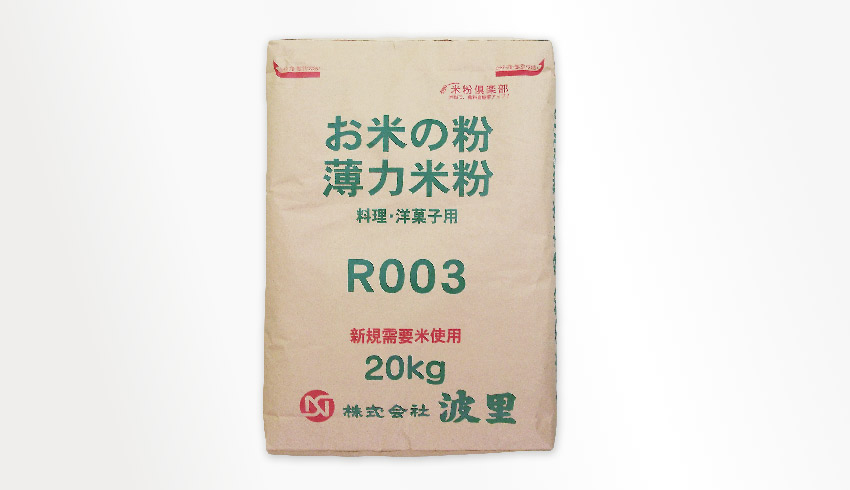 米粉倶楽部
お米の粉
薄力米粉
料理・洋菓子用
R003
新規需要米使用
20kg
株式会社 波里